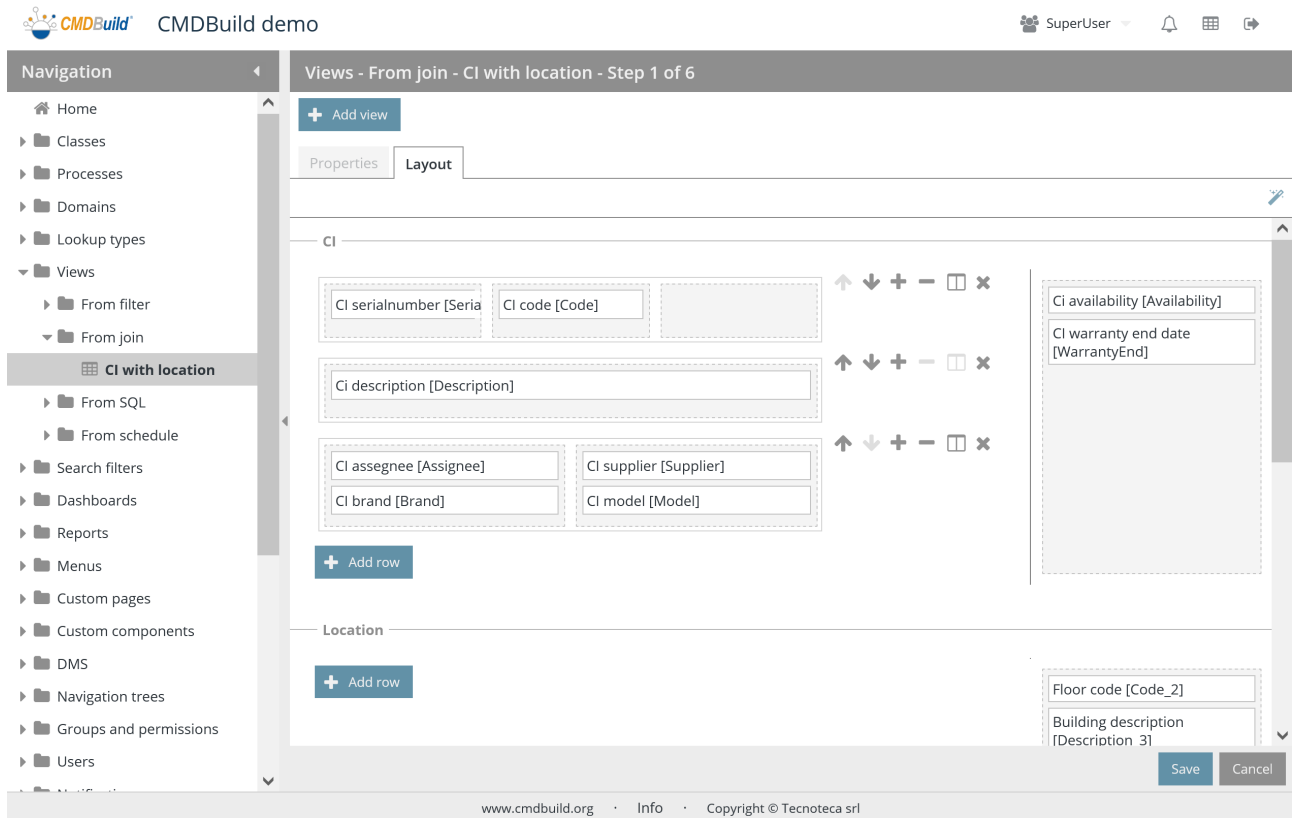 CMDBuild CMDBuild demo SuperUser
Navigation
Home
Classes
Processes
Domains
Lookup types
Views
From filter
From join
CI with location
From SQL
From schedule
Search filters
Dashboards
Reports
Menus
Custom pages
Custom components
DMS
Navigation trees
Groups and permissions
Users
Views - From join - CI with location - Step 1 of 6
Add view
Properties Layout
CI
CI serialnumber [Seria CI code [Code]
Ci description [Description]
CI assegnee [Assignee] CI supplier [Supplier]
CI brand [Brand] CI model [Model]
Add row
Ci availability [Availability]
CI warranty end date
[WarrantyEnd]
Location
Add row
Floor code [Code_2]
Building description
[Description_3]
Save Cancel
www.cmdbuild.org · Info · Copyright © Tecnoteca srl